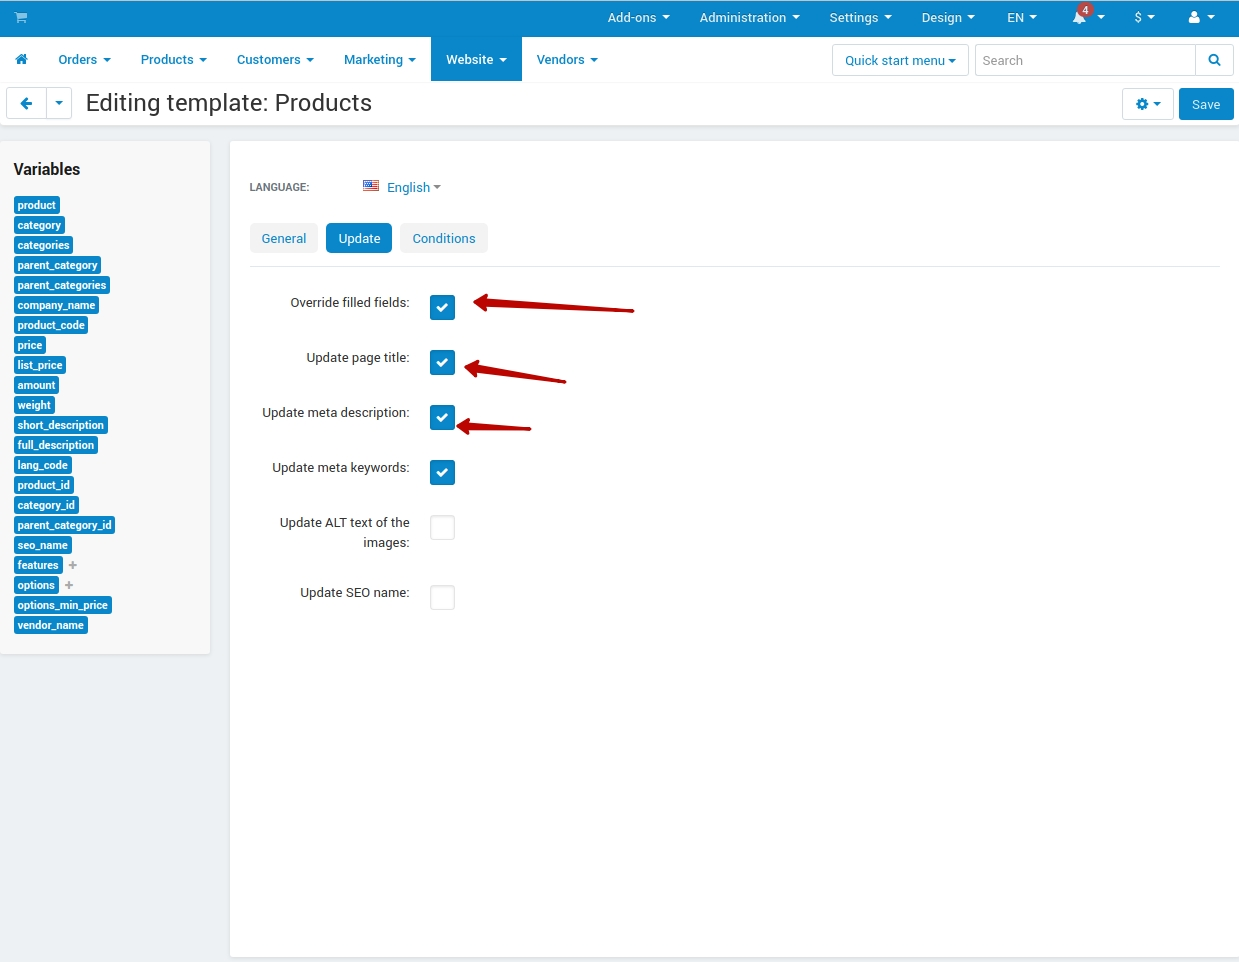 Add-ons
Administration
Settings
Design
EN
4
$
Orders
Products
Customers
Marketing
Website
Vendors
Quick start menu
Search
Editing template: Products
Save
Variables
product
category
categories
parent_category
parent_categories
company_name
product_code
price
list_price
amount
weight
short_description
full_description
lang_code
product_id
category_id
parent_category_id
seo_name
features +
options +
options_min_price
vendor_name
LANGUAGE:
English
General
Update
Conditions
Override filled fields:
Update page title:
Update meta description:
Update meta keywords:
Update ALT text of the
images:
Update SEO name: